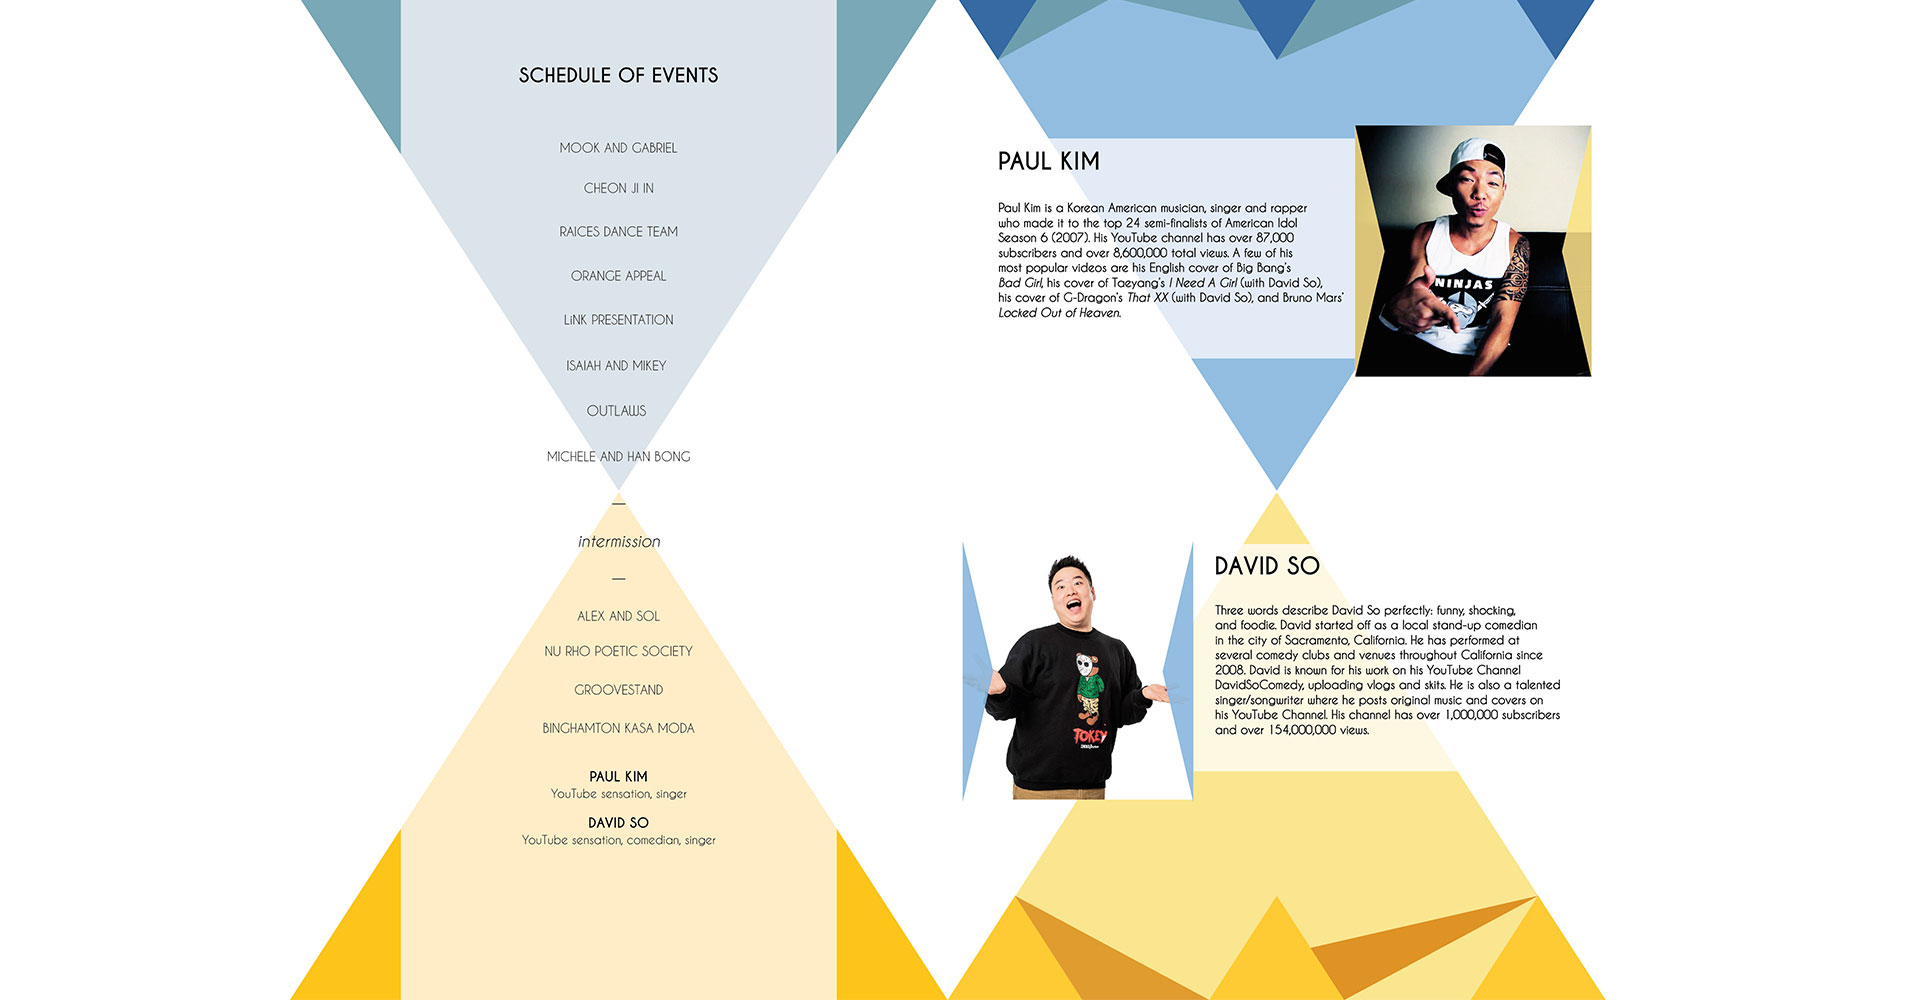 SCHEDULE OF EVENTS
MOOK AND GABRIEL
CHEON JI IN
RAICES DANCE TEAM
ORANGE APPEAL
LiNK PRESENTATION
ISAIAH AND MIKEY
OUTLAWS
MICHELE AND HAN BONG
—
intermission
—
ALEX AND SOL
NU RHO POETIC SOCIETY
GROOVESTAND
BINGHAMTON KASA MODA
PAUL KIM
YouTube sensation, singer
DAVID SO
YouTube sensation, comedian, singer
PAUL KIM
Paul Kim is a Korean American musician, singer and rapper
who made it to the top 24 semi-finalists of American Idol
Season 6 (2007). His YouTube channel has over 87,000
subscribers and over 8,600,000 total views. A few of his
most popular videos are his English cover of Big Bang's
Bad Girl, his cover of Taeyang's I Need A Girl (with David So),
his cover of G-Dragon's That XX (with David So), and Bruno Mars'
Locked Out of Heaven.
NINJAS
DAVID SO
Three words describe David So perfectly: funny, shocking,
and foodie. David started off as a local stand-up comedian
in the city of Sacramento, California. He has performed at
several comedy clubs and venues throughout California since
2008. David is known for his work on his YouTube Channel
DavidSoComedy, uploading vlogs and skits. He is also a talented
singer/songwriter where he posts original music and covers on
his YouTube Channel. His channel has over 1,000,000 subscribers
and over 154,000,000 views.
TOKEY